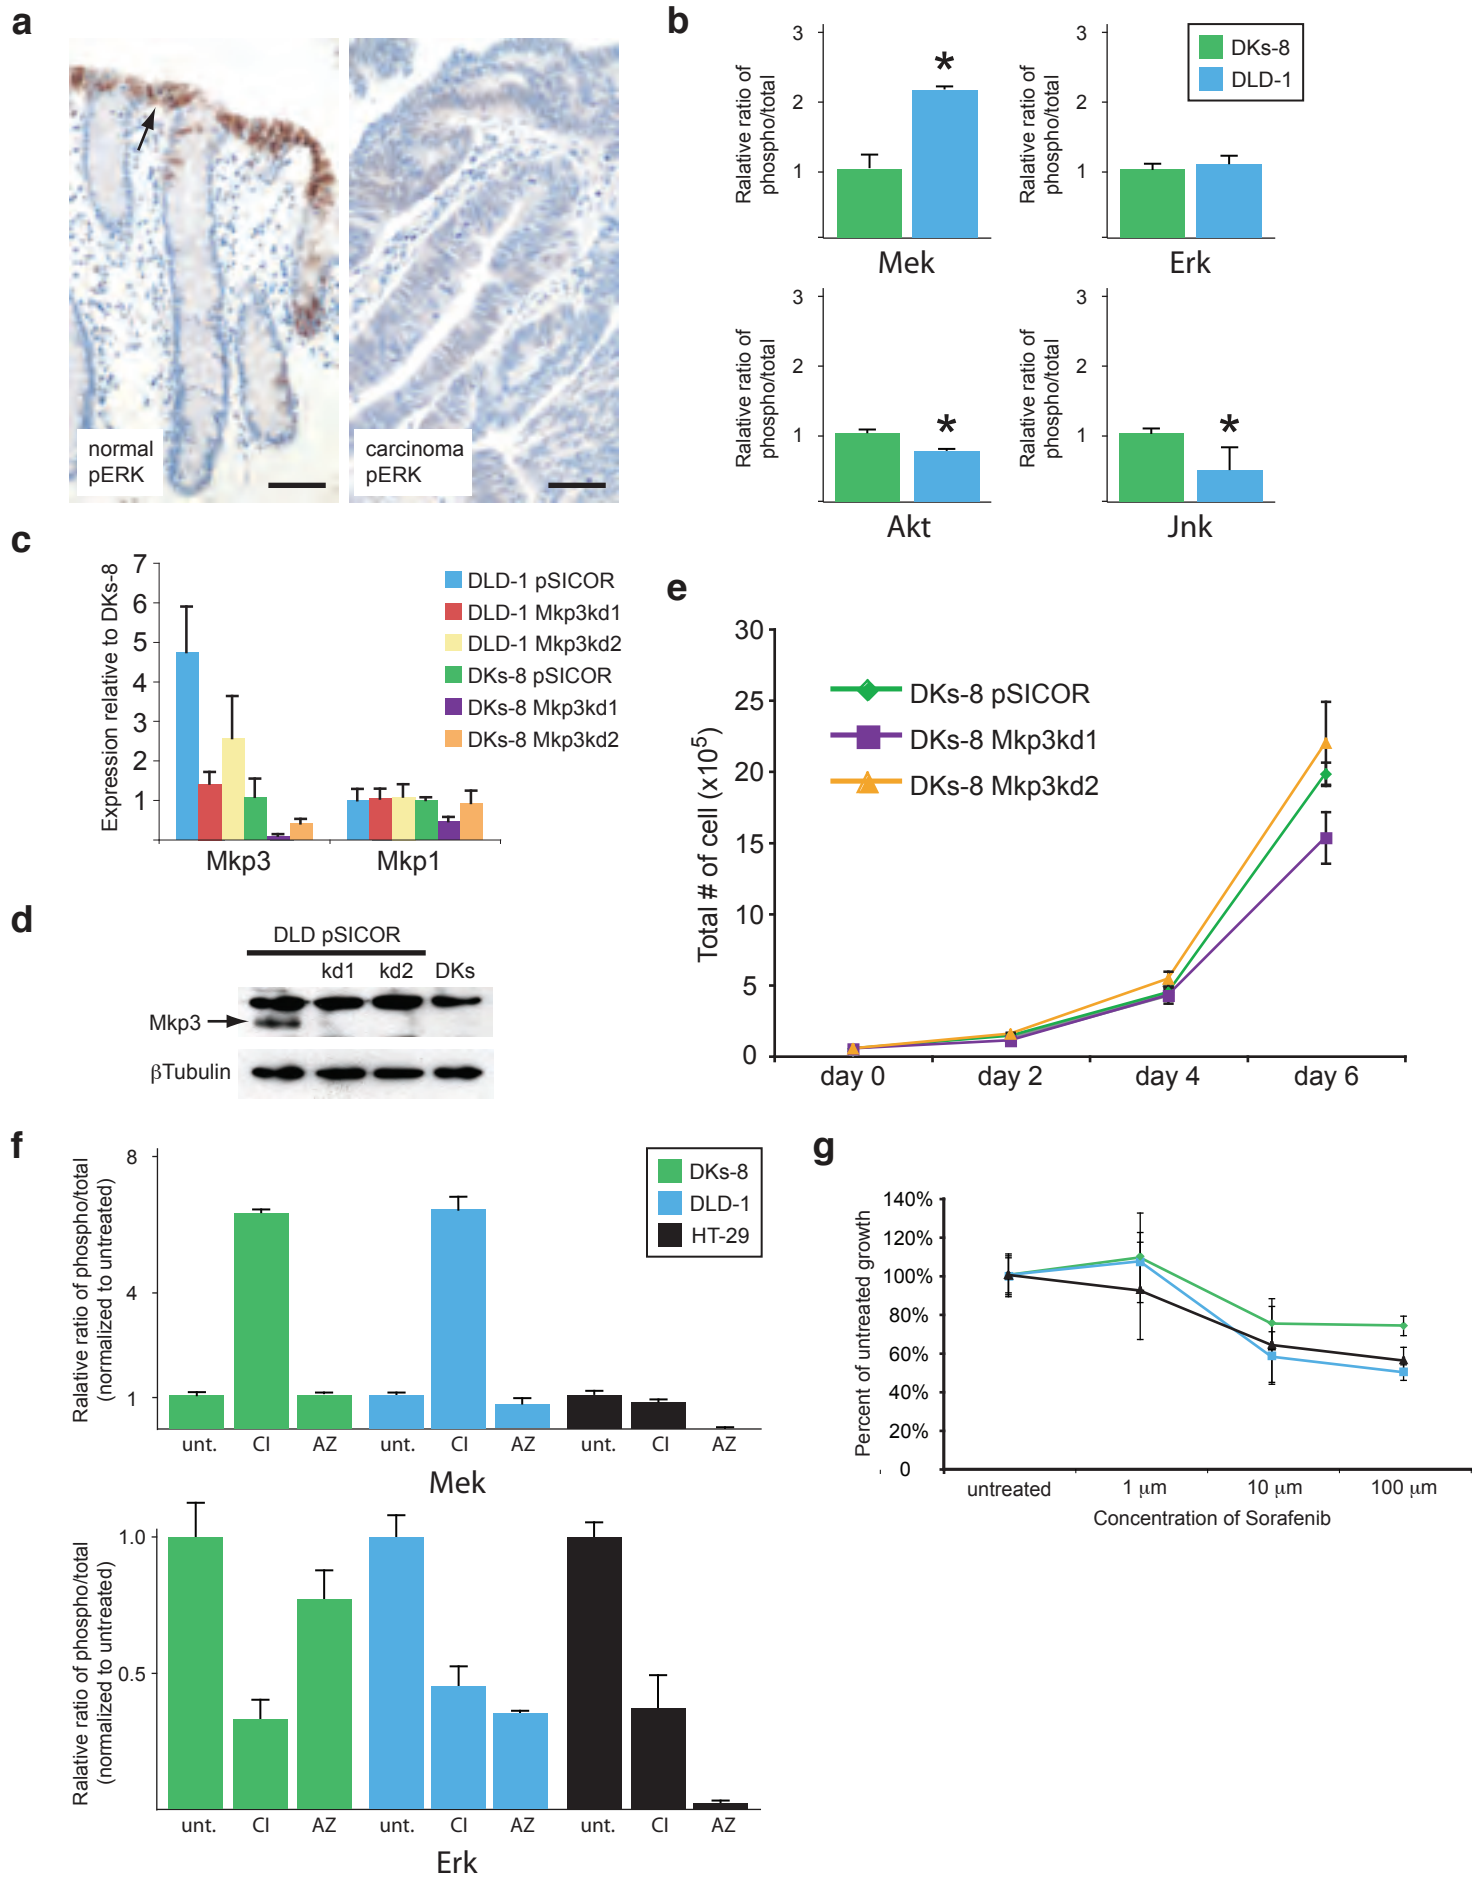 a
normal
pERK
carcinoma
pERK
b
3
2
1
Ralative ratio of
phospho/total
*
Mek
3
2
1
Ralative ratio of
phospho/total
Erk
DKs-8
DLD-1
3
2
1
Ralative ratio of
phospho/total
*
Akt
3
2
1
Ralative ratio of
phospho/total
*
Jnk
c
Expression relative to DKs-8
7
6
5
4
3
2
1
Mkp3
Mkp1
DLD-1 pSICOR
DLD-1 Mkp3kd1
DLD-1 Mkp3kd2
DKs-8 pSICOR
DKs-8 Mkp3kd1
DKs-8 Mkp3kd2
d
DLD pSICOR
kd1 kd2 DKs
Mkp3
βTubulin
e
Total # of cell (x10⁵)
30
25
20
15
10
5
0
day 0 day 2 day 4 day 6
DKs-8 pSICOR
DKs-8 Mkp3kd1
DKs-8 Mkp3kd2
f
Ralative ratio of phospho/total
(normalized to untreated)
8
4
1
unt. CI AZ unt. CI AZ unt. CI AZ
Mek
DKs-8
DLD-1
HT-29
Ralative ratio of phospho/total
(normalized to untreated)
1.0
0.5
unt. CI AZ unt. CI AZ unt. CI AZ
Erk
g
Percent of untreated growth
140%
120%
100%
80%
60%
40%
20%
0
untreated 1 μm 10 μm 100 μm
Concentration of Sorafenib